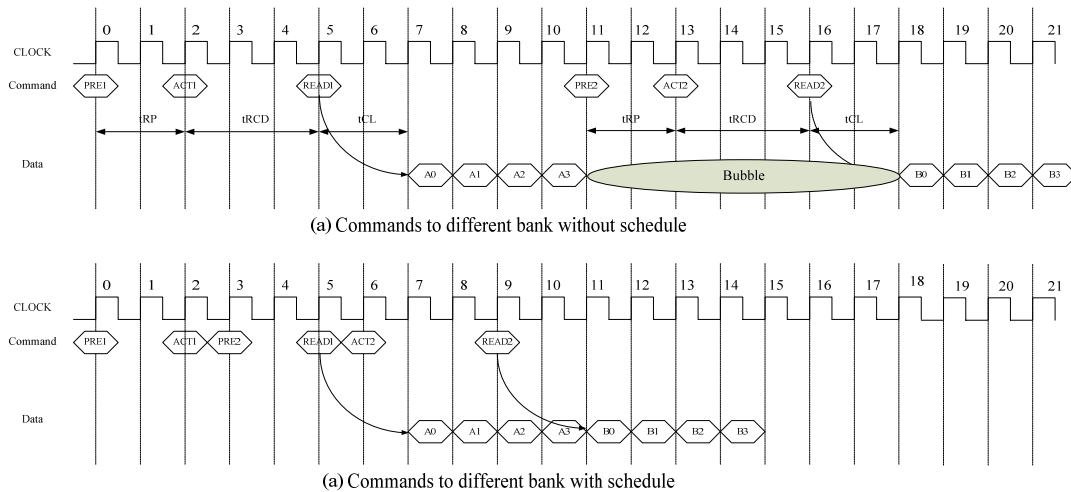 0 1 2 3 4 5 6 7 8 9 10 11 12 13 14 15 16 17 18 19 20 21
CLOCK
Command PRE1 ACT1 READ1 PRE2 ACT2 READ2
tRP tRCD tCL tRP tRCD tCL
Data A0 A1 A2 A3 Bubble B0 B1 B2 B3
(a) Commands to different bank without schedule
0 1 2 3 4 5 6 7 8 9 10 11 12 13 14 15 16 17 18 19 20 21
CLOCK
Command PRE1 ACT1 PRE2 READ1 ACT2 READ2
Data A0 A1 A2 A3 B0 B1 B2 B3
(a) Commands to different bank with schedule